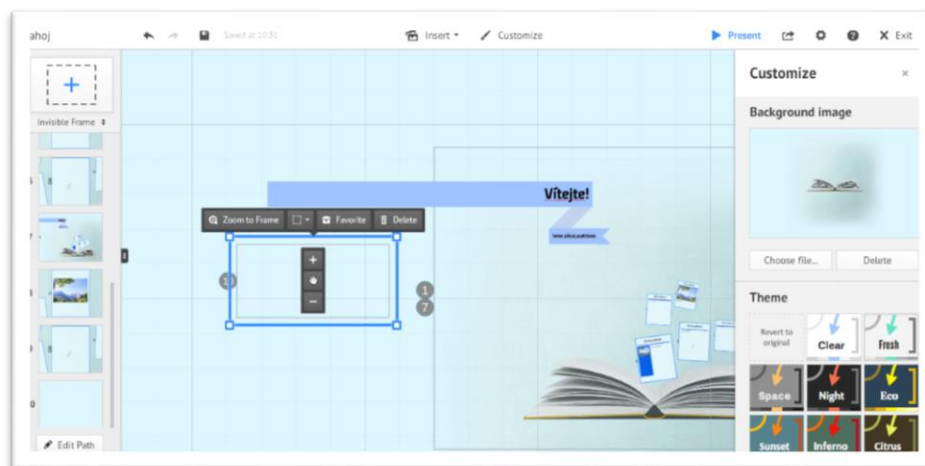 ahoj
Saved at 10:31
Insert
Customize
Present
Exit
Invisible Frame
Edit Path
Vítejte!
Zoom to Frame
Favorite
Delete
1
7
Customize
×
Background image
Choose file...
Delete
Theme
Revert to
original
Clear
Fresh
Space
Night
Eco
Sunset
Inferno
Citrus